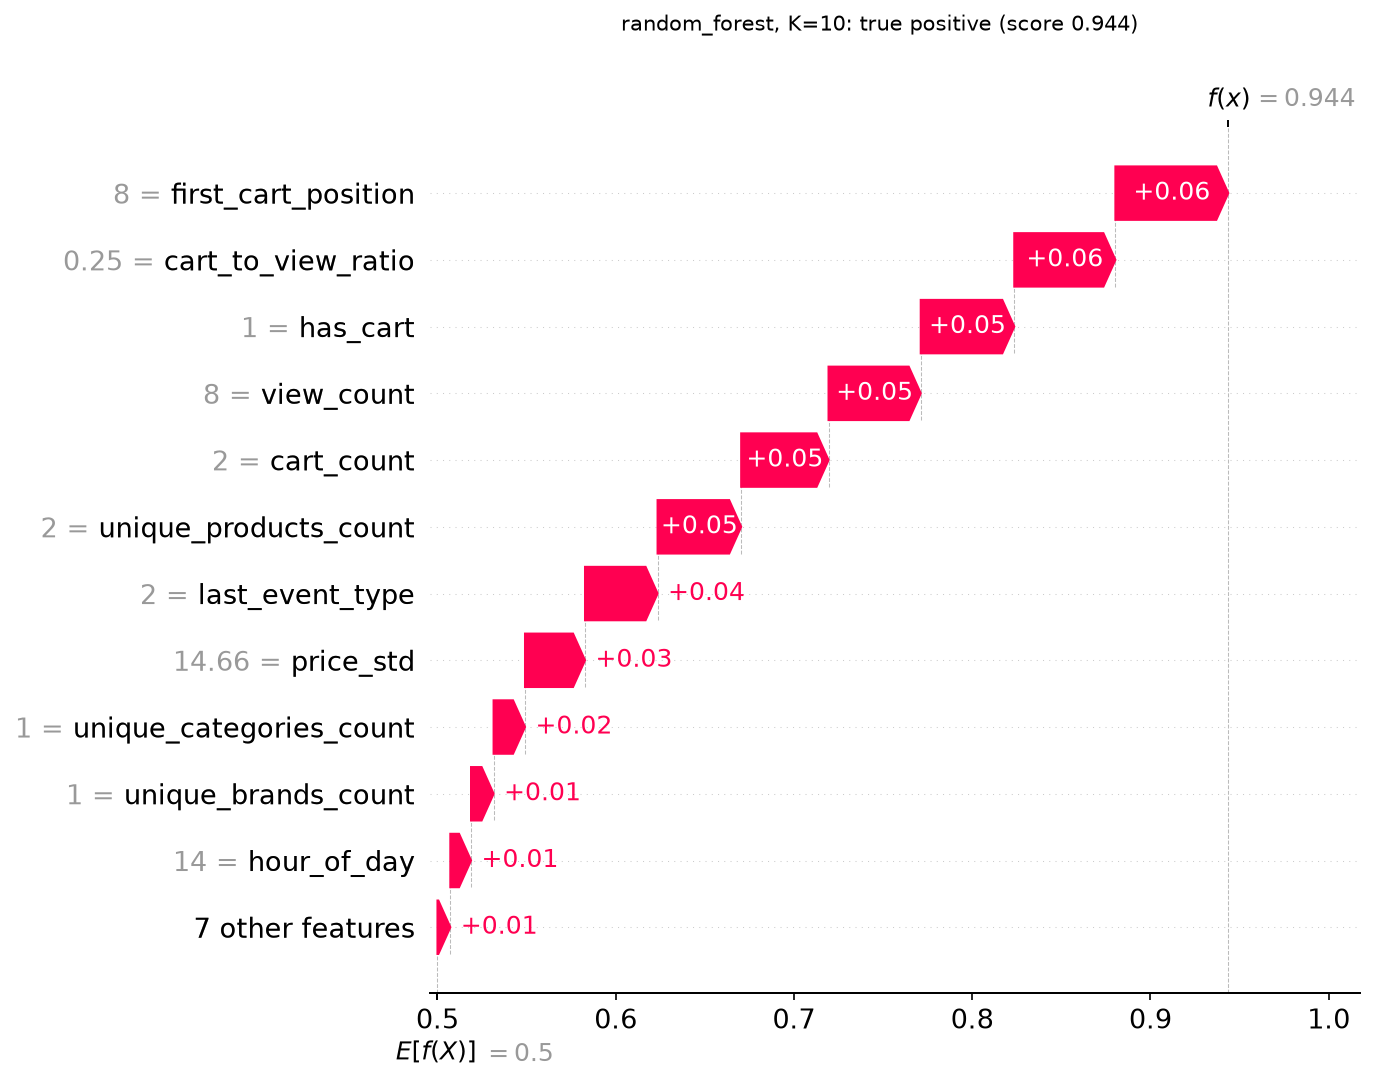 random_forest, K=10: true positive (score 0.944)
f(x) = 0.944
8 = first_cart_position +0.06
0.25 = cart_to_view_ratio +0.06
1 = has_cart +0.05
8 = view_count +0.05
2 = cart_count +0.05
2 = unique_products_count +0.05
2 = last_event_type +0.04
14.66 = price_std +0.03
1 = unique_categories_count +0.02
1 = unique_brands_count +0.01
14 = hour_of_day +0.01
7 other features +0.01
0.5 0.6 0.7 0.8 0.9 1.0
E[f(X)] = 0.5